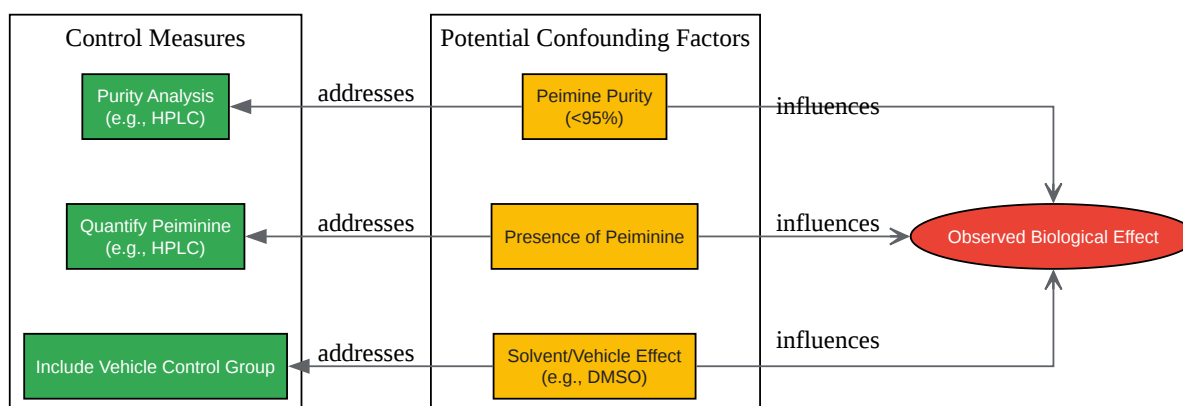 Control Measures
Potential Confounding Factors
Purity Analysis
(e.g., HPLC)
addresses
Peimine Purity
(<95%)
influences
Quantify Peiminine
(e.g., HPLC)
addresses
Presence of Peiminine
influences
Observed Biological Effect
Include Vehicle Control Group
addresses
Solvent/Vehicle Effect
(e.g., DMSO)
influences